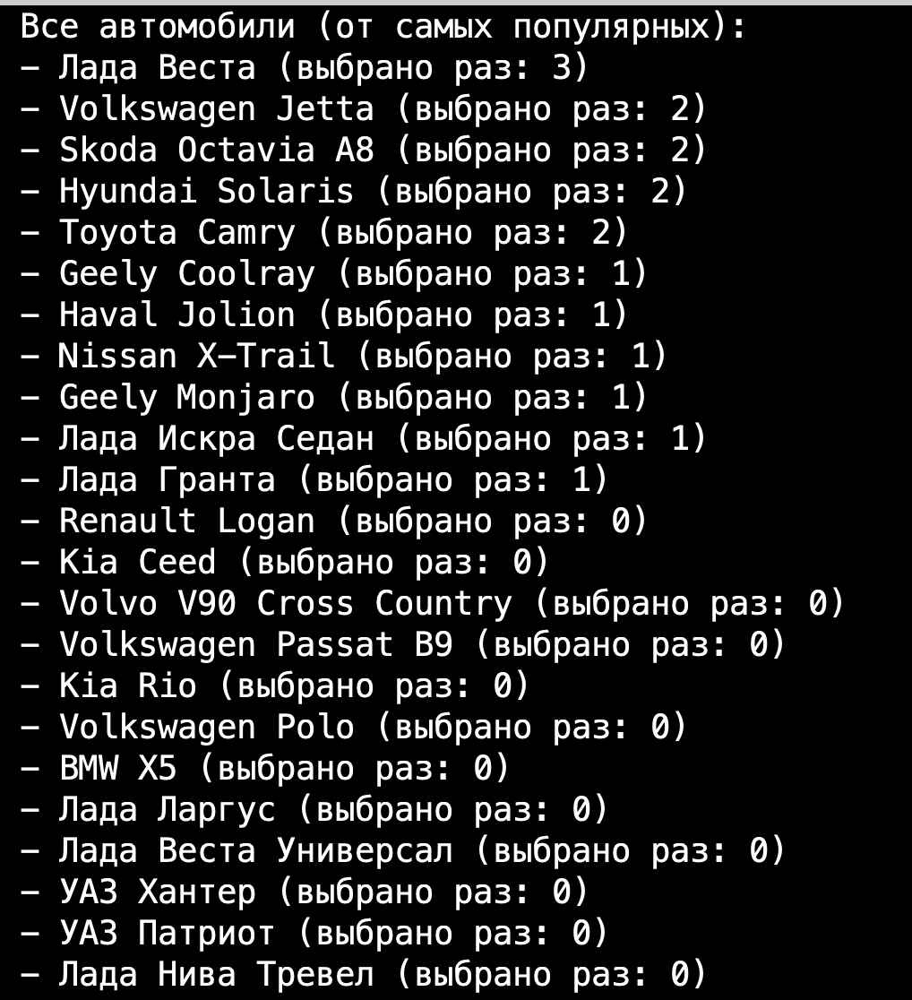 Все автомобили (от самых популярных):
- Лада Веста (выбрано раз: 3)
- Volkswagen Jetta (выбрано раз: 2)
- Skoda Octavia A8 (выбрано раз: 2)
- Hyundai Solaris (выбрано раз: 2)
- Toyota Camry (выбрано раз: 2)
- Geely Coolray (выбрано раз: 1)
- Haval Jolion (выбрано раз: 1)
- Nissan X-Trail (выбрано раз: 1)
- Geely Monjaro (выбрано раз: 1)
- Лада Искра Седан (выбрано раз: 1)
- Лада Гранта (выбрано раз: 1)
- Renault Logan (выбрано раз: 0)
- Kia Ceed (выбрано раз: 0)
- Volvo V90 Cross Country (выбрано раз: 0)
- Volkswagen Passat B9 (выбрано раз: 0)
- Kia Rio (выбрано раз: 0)
- Volkswagen Polo (выбрано раз: 0)
- BMW X5 (выбрано раз: 0)
- Лада Ларгус (выбрано раз: 0)
- Лада Веста Универсал (выбрано раз: 0)
- УАЗ Хантер (выбрано раз: 0)
- УАЗ Патриот (выбрано раз: 0)
- Лада Нива Тревел (выбрано раз: 0)